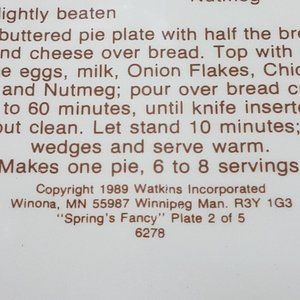 Nutmeg
lightly beaten
buttered pie plate with half the bre
nd cheese over bread. Top with
e eggs, milk, Onion Flakes, Chic
and Nutmeg; pour over bread c
to 60 minutes, until knife inserte
out clean. Let stand 10 minutes;
wedges and serve warm.
Makes one pie, 6 to 8 servings
Copyright 1989 Watkins Incorporated
Winona, MN 55987 Winnipeg Man. R3Y 1G3
"Spring's Fancy" Plate 2 of 5
6278